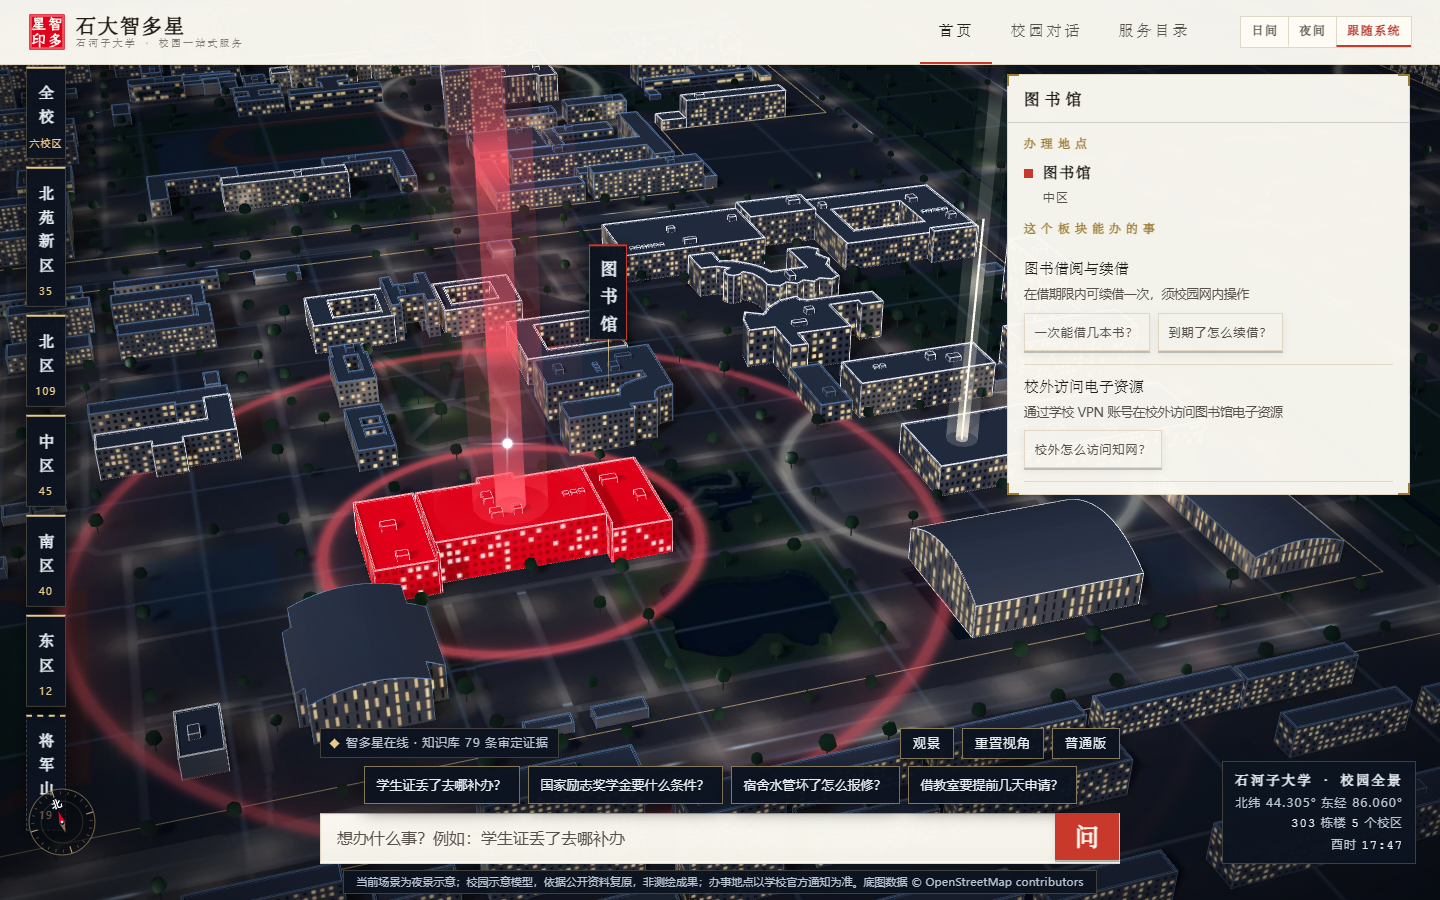 智多星印
石大智多星
石河子大学 · 校园一站式服务
首页
校园对话
服务目录
日间
夜间
跟随系统
全校
六校区
北苑新区
35
北区
109
中区
45
南区
40
东区
12
将军山
19
北
图书馆
图书馆
办理地点
图书馆
中区
这个板块能办的事
图书借阅与续借
在借期限内可续借一次，须校园网内操作
一次能借几本书？
到期了怎么续借？
校外访问电子资源
通过学校 VPN 账号在校外访问图书馆电子资源
校外怎么访问知网？
智多星在线 · 知识库 79 条审定证据
观景
重置视角
普通版
学生证丢了去哪补办？
国家励志奖学金要什么条件？
宿舍水管坏了怎么报修？
借教室要提前几天申请？
想办什么事？例如：学生证丢了去哪补办
问
石河子大学 · 校园全景
北纬 44.305° 东经 86.060°
303 栋楼 5 个校区
酉时 17:47
当前场景为夜景示意；校园示意模型，依据公开资料复原，非测绘成果；办事地点以学校官方通知为准。底图数据 © OpenStreetMap contributors